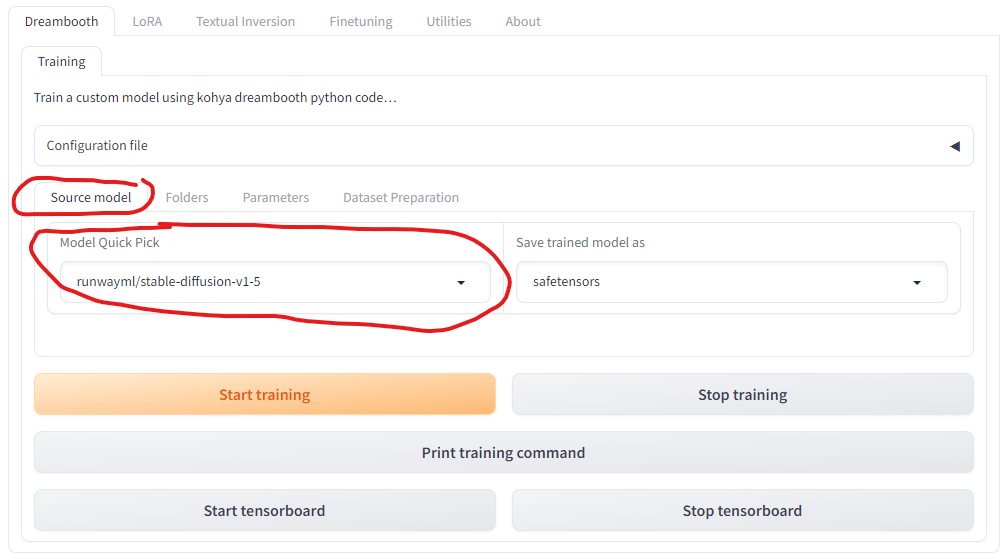 Dreambooth LoRA Textual Inversion Finetuning Utilities About
Training
Train a custom model using kohya dreambooth python code...
Configuration file
Source model Folders Parameters Dataset Preparation
Model Quick Pick Save trained model as
runwayml/stable-diffusion-v1-5 safetensors
Start training Stop training
Print training command
Start tensorboard Stop tensorboard